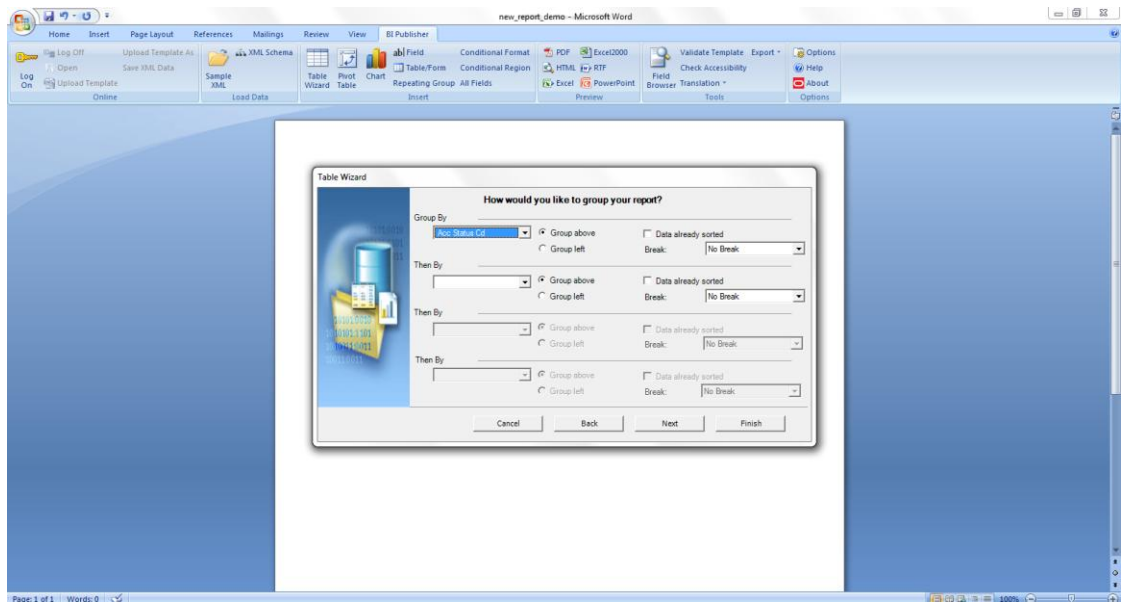 new_report_demo - Microsoft Word
Home Insert Page Layout References Mailings Review View BI Publisher
Log On
Log Off
Open
Upload Template
Upload Template As
Save XML Data
Online
Sample XML
XML Schema
Load Data
Table Wizard
Pivot Table
Chart
ab Field
Table/Form
Repeating Group
Conditional Format
Conditional Region
All Fields
Insert
PDF Excel2000
HTML RTF
Excel PowerPoint
Preview
Field Browser
Validate Template Export
Check Accessibility
Translation
Tools
Options
Help
About
Options
Table Wizard
How would you like to group your report?
Group By
Acc Status Cd Group above Data already sorted
Group left Break: No Break
Then By
Group above Data already sorted
Group left Break: No Break
Then By
Group above Data already sorted
Group left Break: No Break
Then By
Group above Data already sorted
Group left Break: No Break
Cancel Back Next Finish
Page: 1 of 1 Words: 0 100%